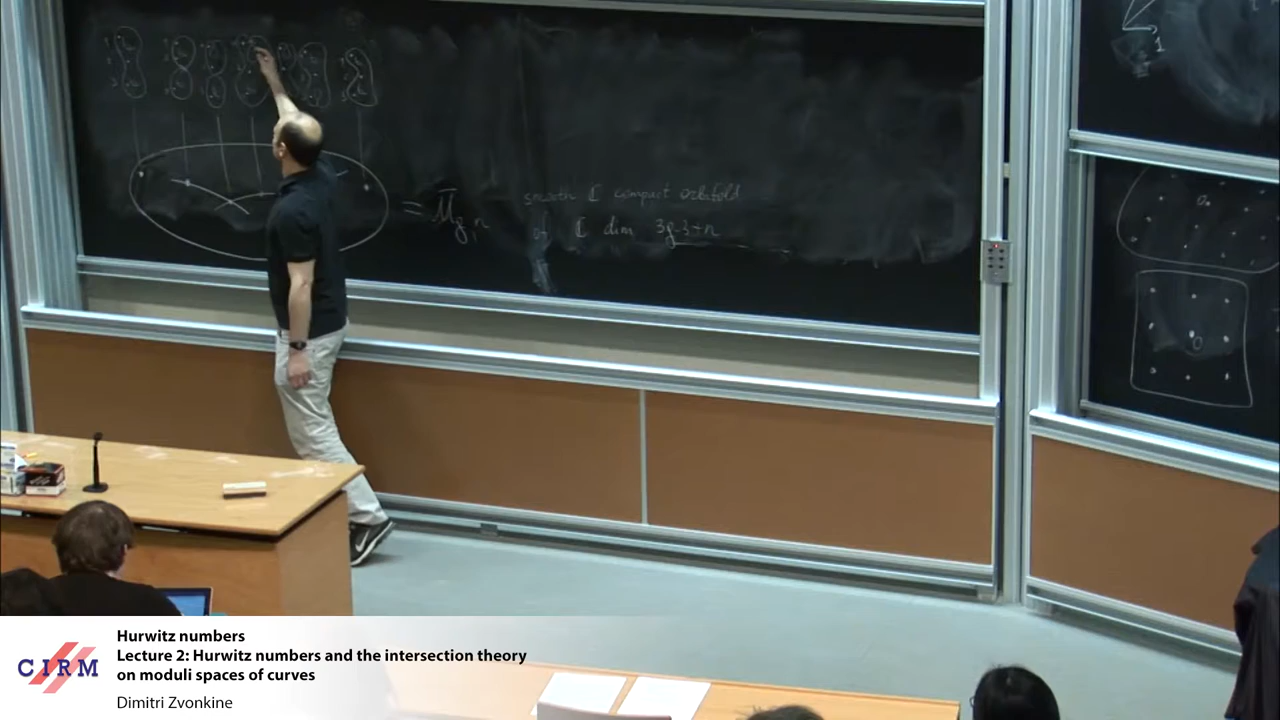 = M̄g,n
smooth ℂ compact orbifold
of ℂ dim 3g-3+n
1
CIRM
Hurwitz numbers
Lecture 2: Hurwitz numbers and the intersection theory
on moduli spaces of curves
Dimitri Zvonkine